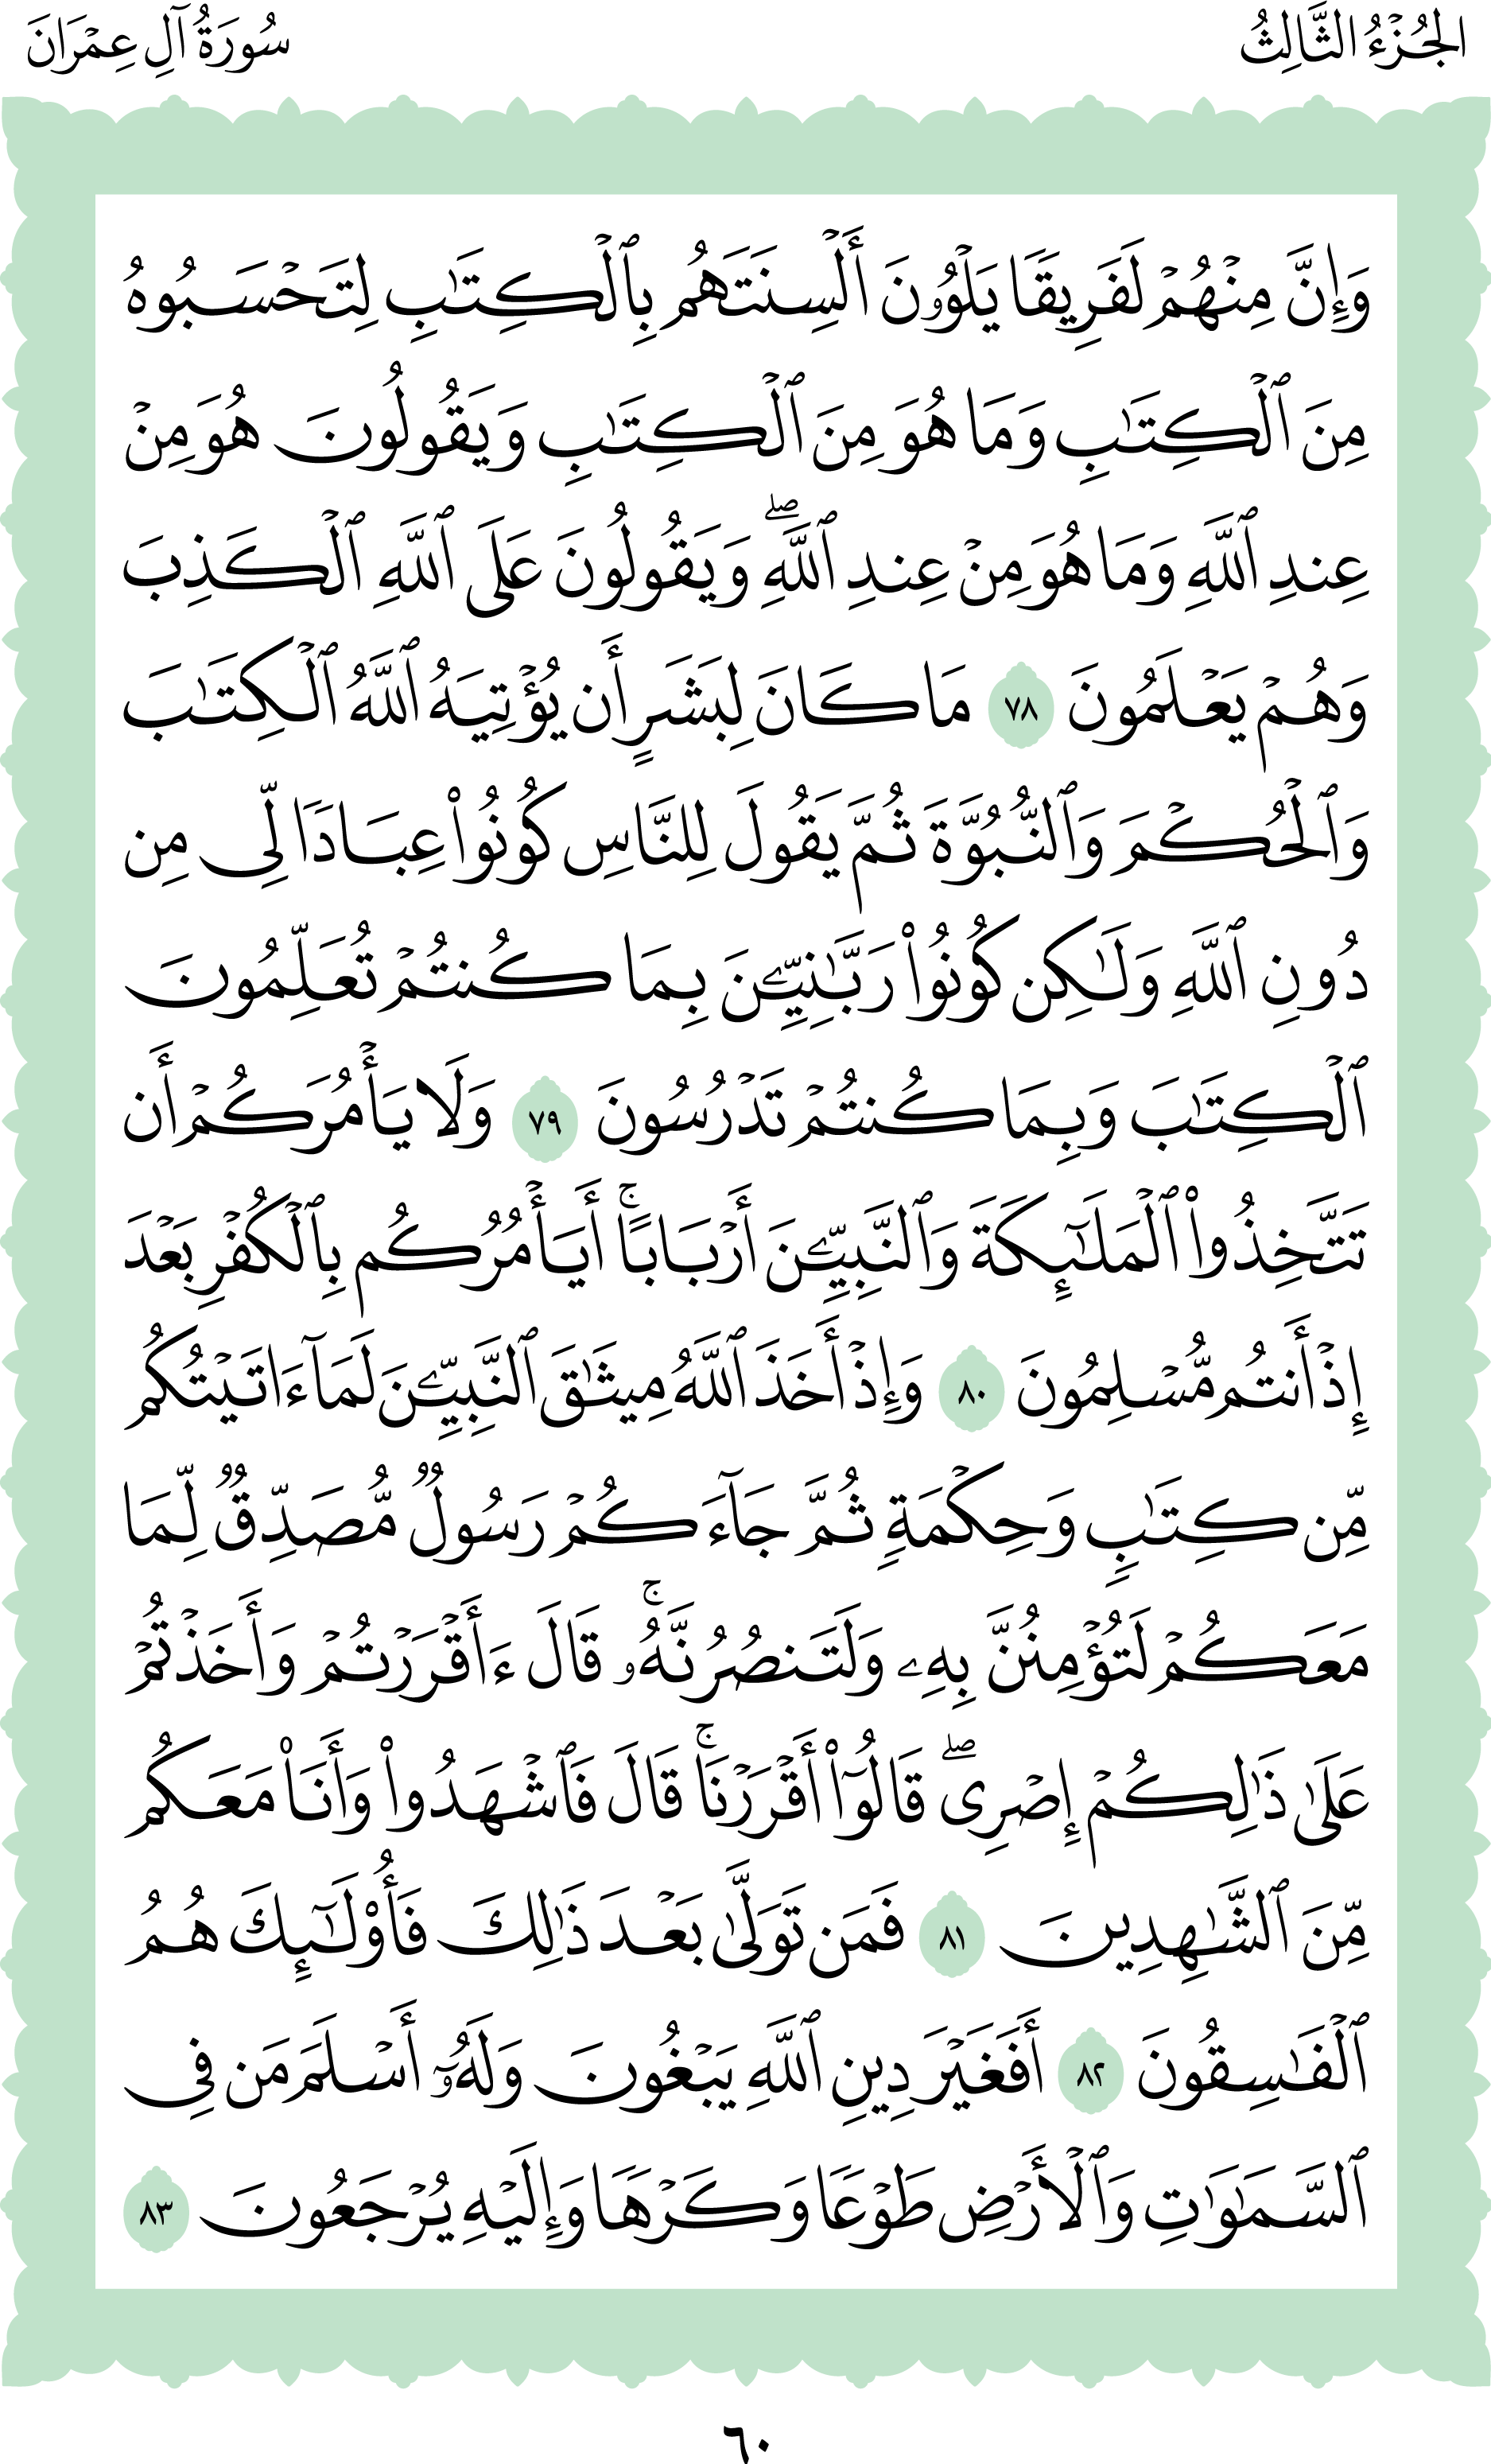 الجُزْءُ الثَّالِثُ
سُورَةُ آلِ عِمْرَانَ
وَإِنَّ مِنْهُمْ لَفَرِيقًا يَلْوُۥنَ أَلْسِنَتَهُم بِٱلْكِتَٰبِ لِتَحْسَبُوهُ
مِنَ ٱلْكِتَٰبِ وَمَا هُوَ مِنَ ٱلْكِتَٰبِ وَيَقُولُونَ هُوَ مِنْ
عِندِ ٱللَّهِ وَمَا هُوَ مِنْ عِندِ ٱللَّهِۖ وَيَقُولُونَ عَلَى ٱللَّهِ ٱلْكَذِبَ
وَهُمْ يَعْلَمُونَ ٧٨ مَا كَانَ لِبَشَرٍ أَن يُؤْتِيَهُ ٱللَّهُ ٱلْكِتَٰبَ
وَٱلْحُكْمَ وَٱلنُّبُوَّةَ ثُمَّ يَقُولَ لِلنَّاسِ كُونُوا۟ عِبَادًا لِّى مِن
دُونِ ٱللَّهِ وَلَٰكِن كُونُوا۟ رَبَّٰنِيِّۦنَ بِمَا كُنتُمْ تُعَلِّمُونَ
ٱلْكِتَٰبَ وَبِمَا كُنتُمْ تَدْرُسُونَ ٧٩ وَلَا يَأْمُرَكُمْ أَن
تَتَّخِذُوا۟ ٱلْمَلَٰٓئِكَةَ وَٱلنَّبِيِّۦنَ أَرْبَابًاۚ أَيَأْمُرُكُم بِٱلْكُفْرِ بَعْدَ
إِذْ أَنتُم مُّسْلِمُونَ ٨٠ وَإِذْ أَخَذَ ٱللَّهُ مِيثَٰقَ ٱلنَّبِيِّۦنَ لَمَآ ءَاتَيْتُكُم
مِّن كِتَٰبٍ وَحِكْمَةٍ ثُمَّ جَآءَكُمْ رَسُولٌ مُّصَدِّقٌ لِّمَا
مَعَكُمْ لَتُؤْمِنُنَّ بِهِۦ وَلَتَنصُرُنَّهُۥۚ قَالَ ءَأَقْرَرْتُمْ وَأَخَذْتُمْ
عَلَىٰ ذَٰلِكُمْ إِصْرِىۖ قَالُوٓا۟ أَقْرَرْنَاۚ قَالَ فَٱشْهَدُوا۟ وَأَنَا۠ مَعَكُم
مِّنَ ٱلشَّٰهِدِينَ ٨١ فَمَن تَوَلَّىٰ بَعْدَ ذَٰلِكَ فَأُو۟لَٰٓئِكَ هُمُ
ٱلْفَٰسِقُونَ ٨٢ أَفَغَيْرَ دِينِ ٱللَّهِ يَبْغُونَ وَلَهُۥٓ أَسْلَمَ مَن فِى
ٱلسَّمَٰوَٰتِ وَٱلْأَرْضِ طَوْعًا وَكَرْهًا وَإِلَيْهِ يُرْجَعُونَ ٨٣
٦٠